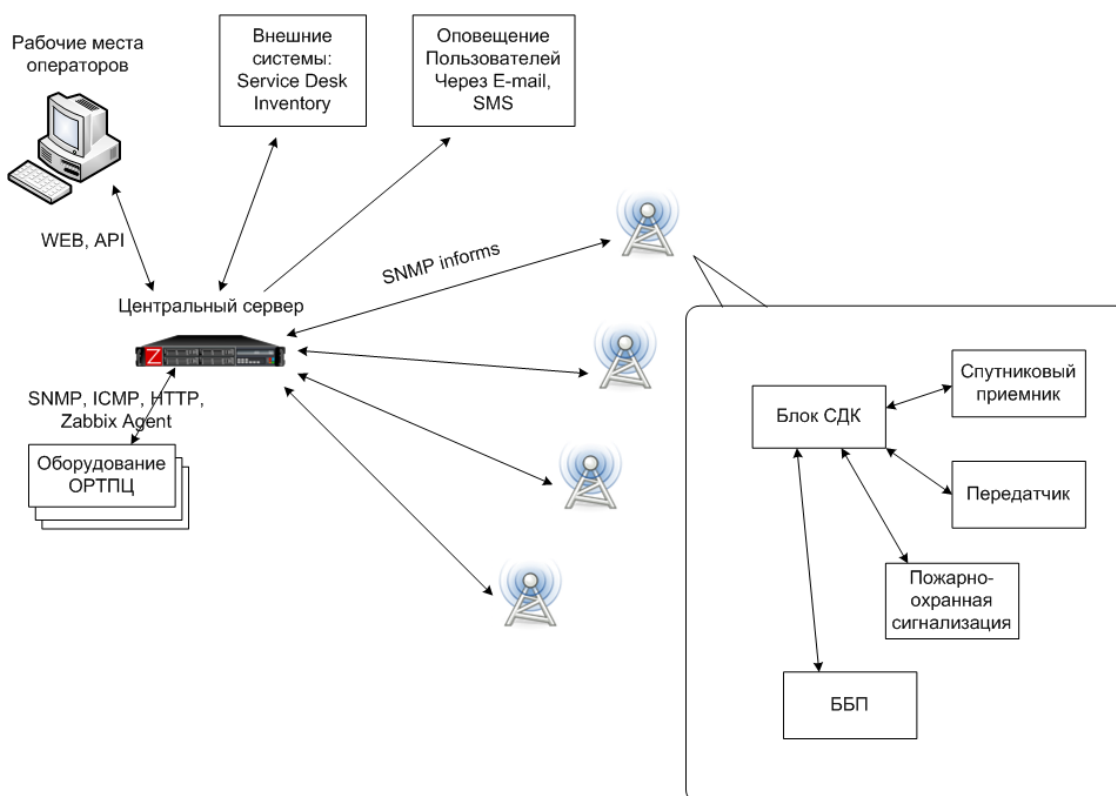 Рабочие места
операторов
Внешние
системы:
Service Desk
Inventory
Оповещение
Пользователей
Через E-mail,
SMS
WEB, API
SNMP informs
Центральный сервер
Z
SNMP, ICMP, HTTP,
Zabbix Agent
Оборудование
ОРТПЦ
Блок СДК
Спутниковый
приемник
Передатчик
Пожарно-
охранная
сигнализация
ББП